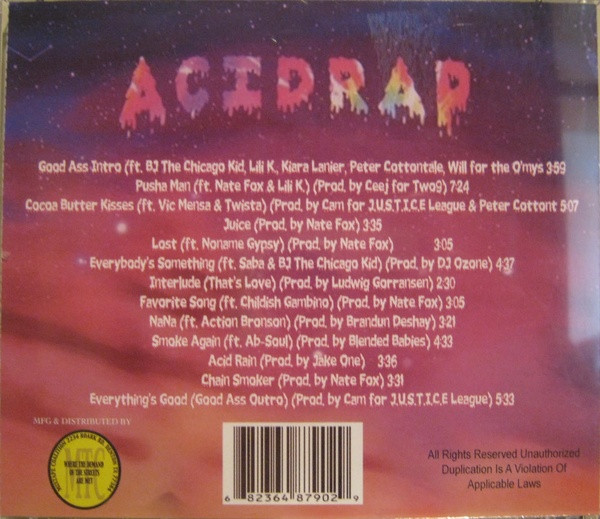 ACIDRAP
Good Ass Intro (ft. BJ The Chicago Kid, Lili K., Kiara Lanier, Peter Cottontale, Will for the O'mys 3:59
Pusha Man (ft. Nate Fox & Lili K.) (Prod. by Ceej for Two9) 7:24
Cocoa Butter Kisses (ft. Vic Mensa & Twista) (Prod. by Cam for J.U.S.T.I.C.E League & Peter Cottont 5:07
Juice (Prod. by Nate Fox) 3:35
Lost (ft. Noname Gypsy) (Prod. by Nate Fox) 3:05
Everybody's Something (ft. Saba & BJ The Chicago Kid) (Prod. by DJ Ozone) 4:37
Interlude (That's Love) (Prod. by Ludwig Gorransen) 2:30
Favorite Song (ft. Childish Gambino) (Prod. by Nate Fox) 3:05
NaNa (ft. Action Bronson) (Prod. by Brandun Deshay) 3:21
Smoke Again (ft. Ab-Soul) (Prod. by Blended Babies) 4:33
Acid Rain (Prod. by Jake One) 3:36
Chain Smoker (Prod. by Nate Fox) 3:31
Everything's Good (Good Ass Outro) (Prod. by Cam for J.U.S.T.I.C.E League) 5:33
MFG & DISTRIBUTED BY
MTC
WHERE THE DEMAND
IN THE STREETS
ARE MET
6 82364 87902 9
All Rights Reserved Unauthorized
Duplication Is A Violation Of
Applicable Laws